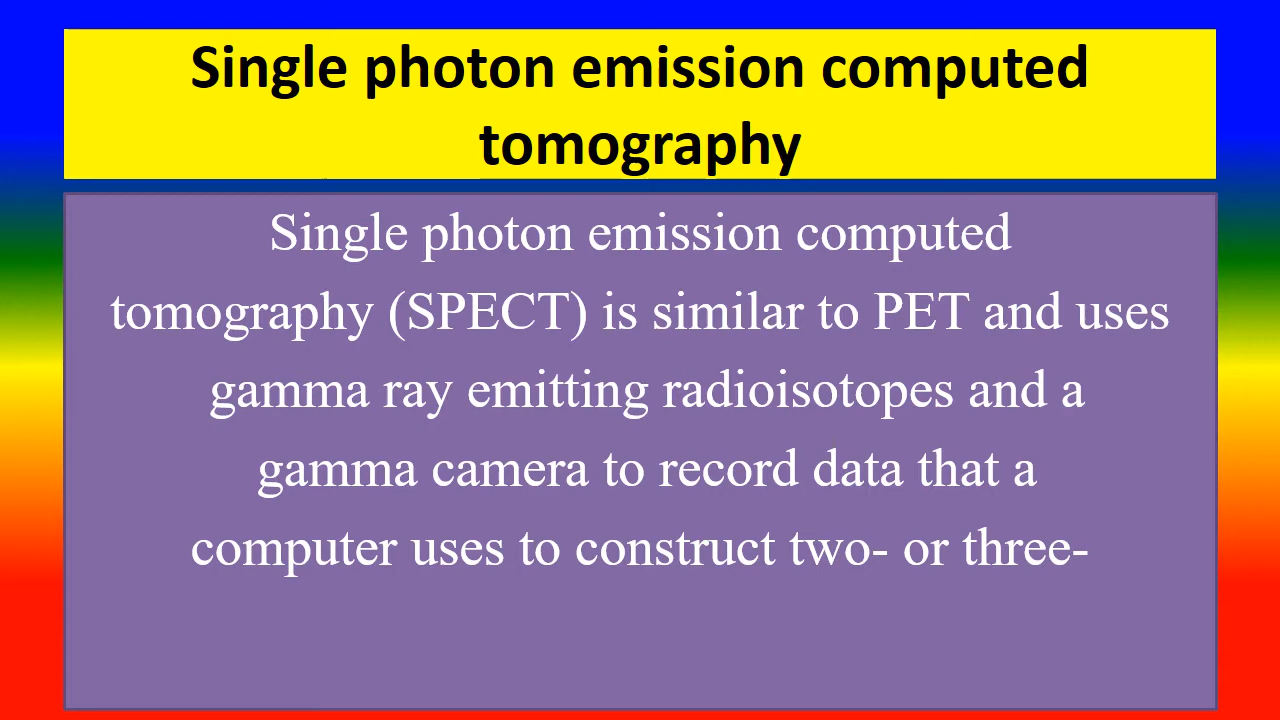 Single photon emission computed
tomography
Single photon emission computed
tomography (SPECT) is similar to PET and uses
gamma ray emitting radioisotopes and a
gamma camera to record data that a
computer uses to construct two- or three-